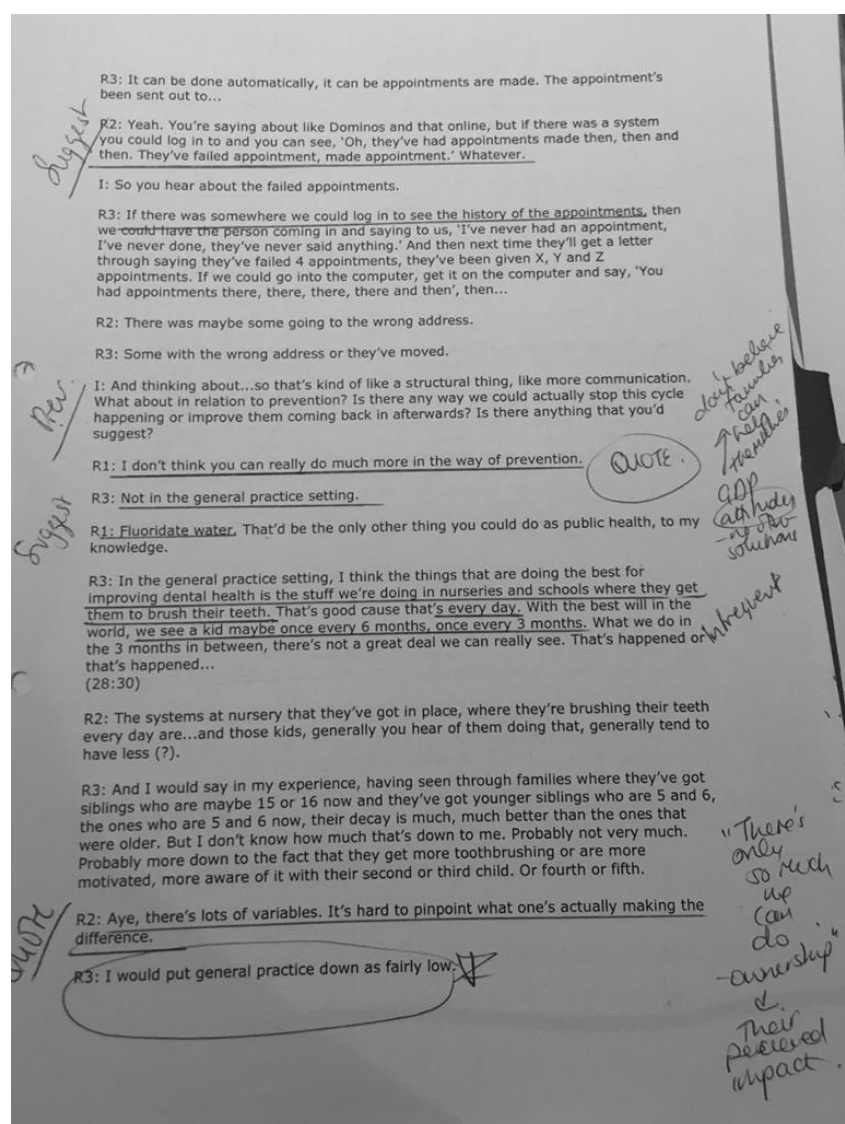 R3: It can be done automatically, it can be appointments are made. The appointment's
been sent out to...
Suggest
R2: Yeah. You're saying about like Dominos and that online, but if there was a system
you could log in to and you can see, 'Oh, they've had appointments made then, then and
then. They've failed appointment, made appointment.' Whatever.
I: So you hear about the failed appointments.
R3: If there was somewhere we could log in to see the history of the appointments, then
we could have the person coming in and saying to us, 'I've never had an appointment,
I've never done, they've never said anything.' And then next time they'll get a letter
through saying they've failed 4 appointments, they've been given X, Y and Z
appointments. If we could go into the computer, get it on the computer and say, 'You
had appointments there, there, there, there and then', then...
R2: There was maybe some going to the wrong address.
R3: Some with the wrong address or they've moved.
Prev.
I: And thinking about...so that's kind of like a structural thing, like more communication.
What about in relation to prevention? Is there any way we could actually stop this cycle
happening or improve them coming back in afterwards? Is there anything that you'd
suggest?
don't believe
families
can
help
themselves
R1: I don't think you can really do much more in the way of prevention.
QUOTE.
R3: Not in the general practice setting.
GDP
attitudes
- no other
solutions
Suggest
R1: Fluoridate water. That'd be the only other thing you could do as public health, to my
knowledge.
R3: In the general practice setting, I think the things that are doing the best for
improving dental health is the stuff we're doing in nurseries and schools where they get
them to brush their teeth. That's good cause that's every day. With the best will in the
world, we see a kid maybe once every 6 months, once every 3 months. What we do in
the 3 months in between, there's not a great deal we can really see. That's happened or
that's happened...
(28:30)
Infrequent
R2: The systems at nursery that they've got in place, where they're brushing their teeth
every day are...and those kids, generally you hear of them doing that, generally tend to
have less (?).
R3: And I would say in my experience, having seen through families where they've got
siblings who are maybe 15 or 16 now and they've got younger siblings who are 5 and 6,
the ones who are 5 and 6 now, their decay is much, much better than the ones that
were older. But I don't know how much that's down to me. Probably not very much.
Probably more down to the fact that they get more toothbrushing or are more
motivated, more aware of it with their second or third child. Or fourth or fifth.
QUOTE
R2: Aye, there's lots of variables. It's hard to pinpoint what one's actually making the
difference.
R3: I would put general practice down as fairly low.
"There's
only
so much
we
can
do"
-ownership
Their
perceived
impact.